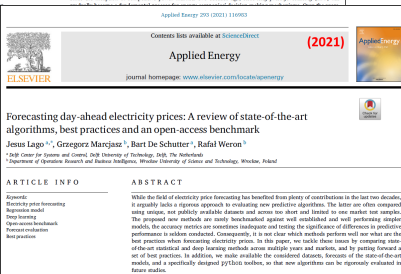 Applied Energy 293 (2021) 116983
Contents lists available at ScienceDirect
(2021)
Applied Energy
AppliedEnergy
ELSEVIER
journal homepage: www.elsevier.com/locate/apenergy
Check for updates
Forecasting day-ahead electricity prices: A review of state-of-the-art
algorithms, best practices and an open-access benchmark
Jesus Lago a,*, Grzegorz Marcjasz b, Bart De Schutter a, Rafał Weron b
a Delft Center for Systems and Control, Delft University of Technology, Delft, The Netherlands
b Department of Operations Research and Business Intelligence, Wrocław University of Science and Technology, Wrocław, Poland
ARTICLE INFO
ABSTRACT
Keywords:
Electricity price forecasting
Regression model
Deep learning
Open-access benchmark
Forecast evaluation
Best practices
While the field of electricity price forecasting has benefited from plenty of contributions in the last two decades,
it arguably lacks a rigorous approach to evaluating new predictive algorithms. The latter are often compared
using unique, not publicly available datasets and across too short and limited to one market test samples.
The proposed new methods are rarely benchmarked against well established and well performing simpler
models, the accuracy metrics are sometimes inadequate and testing the significance of differences in predictive
performance is seldom conducted. Consequently, it is not clear which methods perform well nor what are the
best practices when forecasting electricity prices. In this paper, we tackle these issues by comparing state-
of-the-art statistical and deep learning methods across multiple years and markets, and by putting forward a
set of best practices. In addition, we make available the considered datasets, forecasts of the state-of-the-art
models, and a specifically designed python toolbox, so that new algorithms can be rigorously evaluated in
future studies.